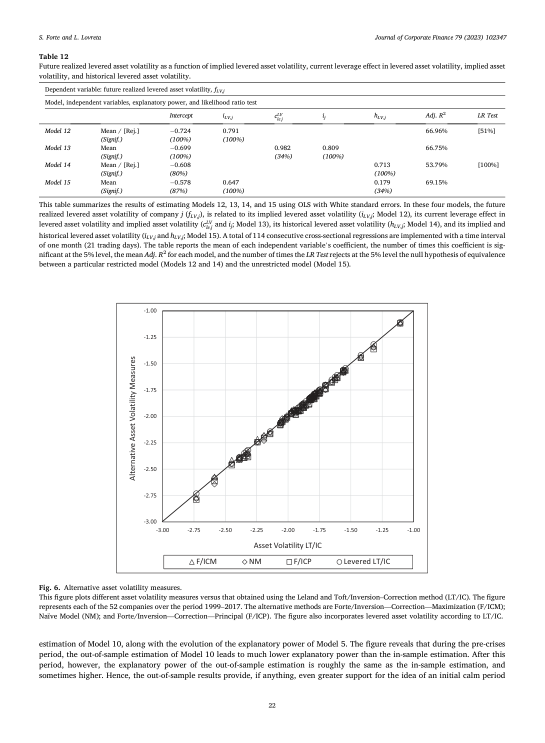 S. Forte and L. Lovreta
Journal of Corporate Finance 79 (2023) 102347
Table 12
Future realized levered asset volatility as a function of implied levered asset volatility, current leverage effect in levered asset volatility, implied asset
volatility, and historical levered asset volatility.
Dependent variable: future realized levered asset volatility, f_LV,j
Model, independent variables, explanatory power, and likelihood ratio test
Intercept i_LV,j c^LV_α,j i_j h_LV,j Adj. R² LR Test
Model 12 Mean / [Rej.] −0.724 0.791 66.96% [51%]
(Signif.) (100%) (100%)
Model 13 Mean −0.699 0.982 0.809 66.75%
(Signif.) (100%) (34%) (100%)
Model 14 Mean / [Rej.] −0.608 0.713 53.79% [100%]
(Signif.) (80%) (100%)
Model 15 Mean −0.578 0.647 0.179 69.15%
(Signif.) (87%) (100%) (34%)
This table summarizes the results of estimating Models 12, 13, 14, and 15 using OLS with White standard errors. In these four models, the future
realized levered asset volatility of company j (f_LV,j), is related to its implied levered asset volatility (i_LV,j; Model 12), its current leverage effect in
levered asset volatility and implied asset volatility (c^LV_α,j and i_j; Model 13), its historical levered asset volatility (h_LV,j; Model 14), and its implied and
historical levered asset volatility (i_LV,j and h_LV,j; Model 15). A total of 114 consecutive cross-sectional regressions are implemented with a time interval
of one month (21 trading days). The table reports the mean of each independent variable's coefficient, the number of times this coefficient is sig-
nificant at the 5% level, the mean Adj. R² for each model, and the number of times the LR Test rejects at the 5% level the null hypothesis of equivalence
between a particular restricted model (Models 12 and 14) and the unrestricted model (Model 15).
Alternative Asset Volatility Measures
-1.00
-1.25
-1.50
-1.75
-2.00
-2.25
-2.50
-2.75
-3.00
-3.00 -2.75 -2.50 -2.25 -2.00 -1.75 -1.50 -1.25 -1.00
Asset Volatility LT/IC
△ F/ICM ◇ NM □ F/ICP ○ Levered LT/IC
Fig. 6. Alternative asset volatility measures.
This figure plots different asset volatility measures versus that obtained using the Leland and Toft/Inversion–Correction method (LT/IC). The figure
represents each of the 52 companies over the period 1999–2017. The alternative methods are Forte/Inversion—Correction—Maximization (F/ICM);
Naïve Model (NM); and Forte/Inversion—Correction—Principal (F/ICP). The figure also incorporates levered asset volatility according to LT/IC.
estimation of Model 10, along with the evolution of the explanatory power of Model 5. The figure reveals that during the pre-crises
period, the out-of-sample estimation of Model 10 leads to much lower explanatory power than the in-sample estimation. After this
period, however, the explanatory power of the out-of-sample estimation is roughly the same as the in-sample estimation, and
sometimes higher. Hence, the out-of-sample results provide, if anything, even greater support for the idea of an initial calm period
22